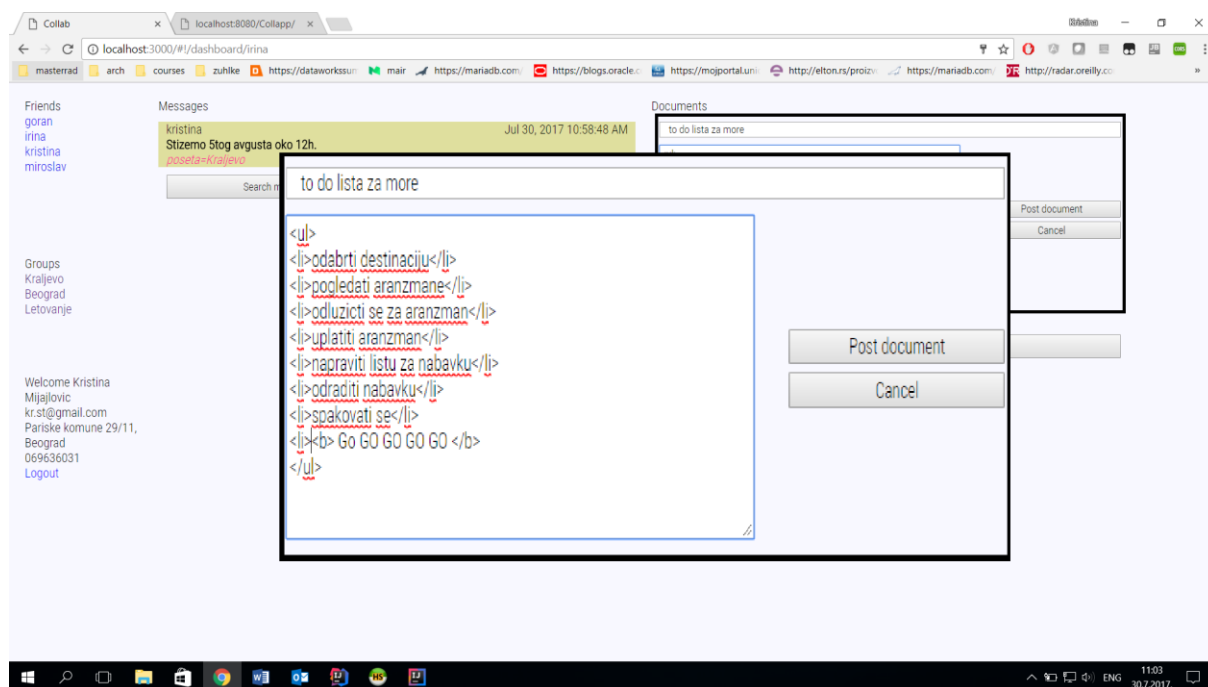 Collab
localhost:8080/Collapp/
Kristina
localhost:3000/#!/dashboard/irina
masterrad arch courses zuhlke https://dataworkssum mair https://mariadb.com/ https://blogs.oracle.c https://mojportal.uni http://elton.rs/proizv https://mariadb.com/ http://radar.oreilly.co
Friends
goran
irina
kristina
miroslav
Groups
Kraljevo
Beograd
Letovanje
Welcome Kristina
Mijajlovic
kr.st@gmail.com
Pariske komune 29/11,
Beograd
069636031
Logout
Messages
kristina Jul 30, 2017 10:58:48 AM
Stizemo 5tog avgusta oko 12h.
poseta=Kraljevo
Search m
Documents
to do lista za more
Post document
Cancel
to do lista za more
<ul>
<li>odabrti destinaciju</li>
<li>pogledati aranzmane</li>
<li>odluzicti se za aranzman</li>
<li>uplatiti aranzman</li>
<li>napraviti listu za nabavku</li>
<li>odraditi nabavku</li>
<li>spakovati se</li>
<li><b> Go GO GO GO GO </b>
</ul>
Post document
Cancel
ENG
11:03
30.7.2017.